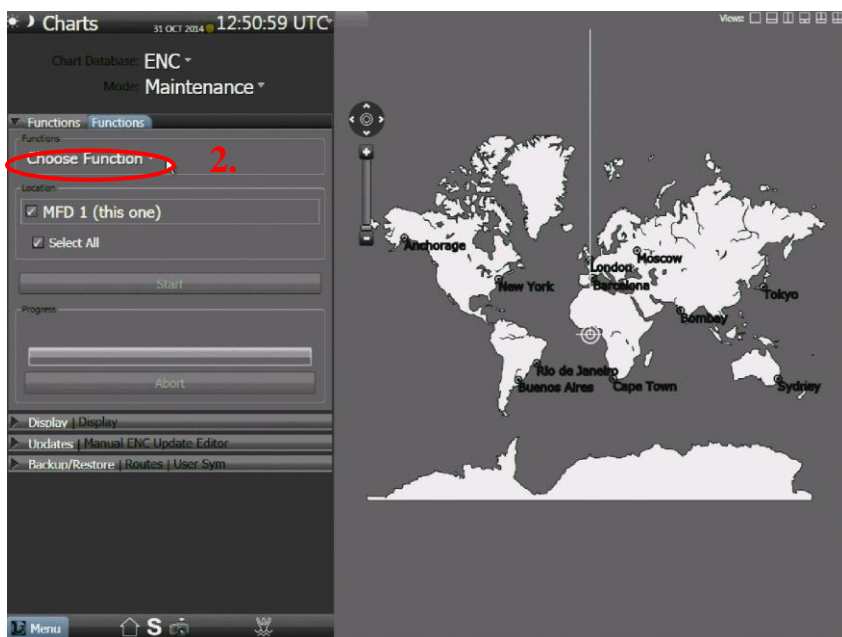 Charts 31 OCT 2014 12:50:59 UTC
Views:
Chart Database: ENC
Mode: Maintenance
Functions Functions
Functions
Choose Function 2.
Location
MFD 1 (this one)
Select All
Start
Progress
Abort
Display | Display
Updates | Manual ENC Update Editor
Backup/Restore | Routes | User Sym
Menu S
Anchorage
Moscow
London
New York
Barcelona
Tokyo
Bombay
Rio de Janeiro
Buenos Aires
Cape Town
Sydney